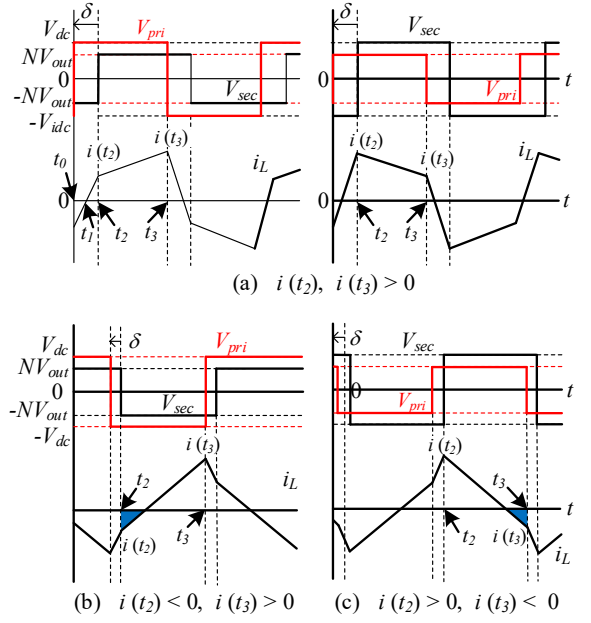 δ
V_dc
V_pri
NV_out
0
-NV_out
V_sec
-V_idc
i (t_2)
i (t_3)
i_L
t_0
0
t_1
t_2
t_3
V_sec
t
V_pri
i (t_2)
i (t_3)
i_L
t
t_2
t_3
(a) i (t_2), i (t_3) > 0
δ
V_dc
V_pri
NV_out
0
-NV_out
V_sec
-V_dc
i (t_3)
t_2
i_L
i (t_2)
t_3
δ
V_sec
0
t
V_pri
i (t_2)
t_3
t
t_2
i (t_3)
i_L
(b) i (t_2) < 0, i (t_3) > 0
(c) i (t_2) > 0, i (t_3) < 0